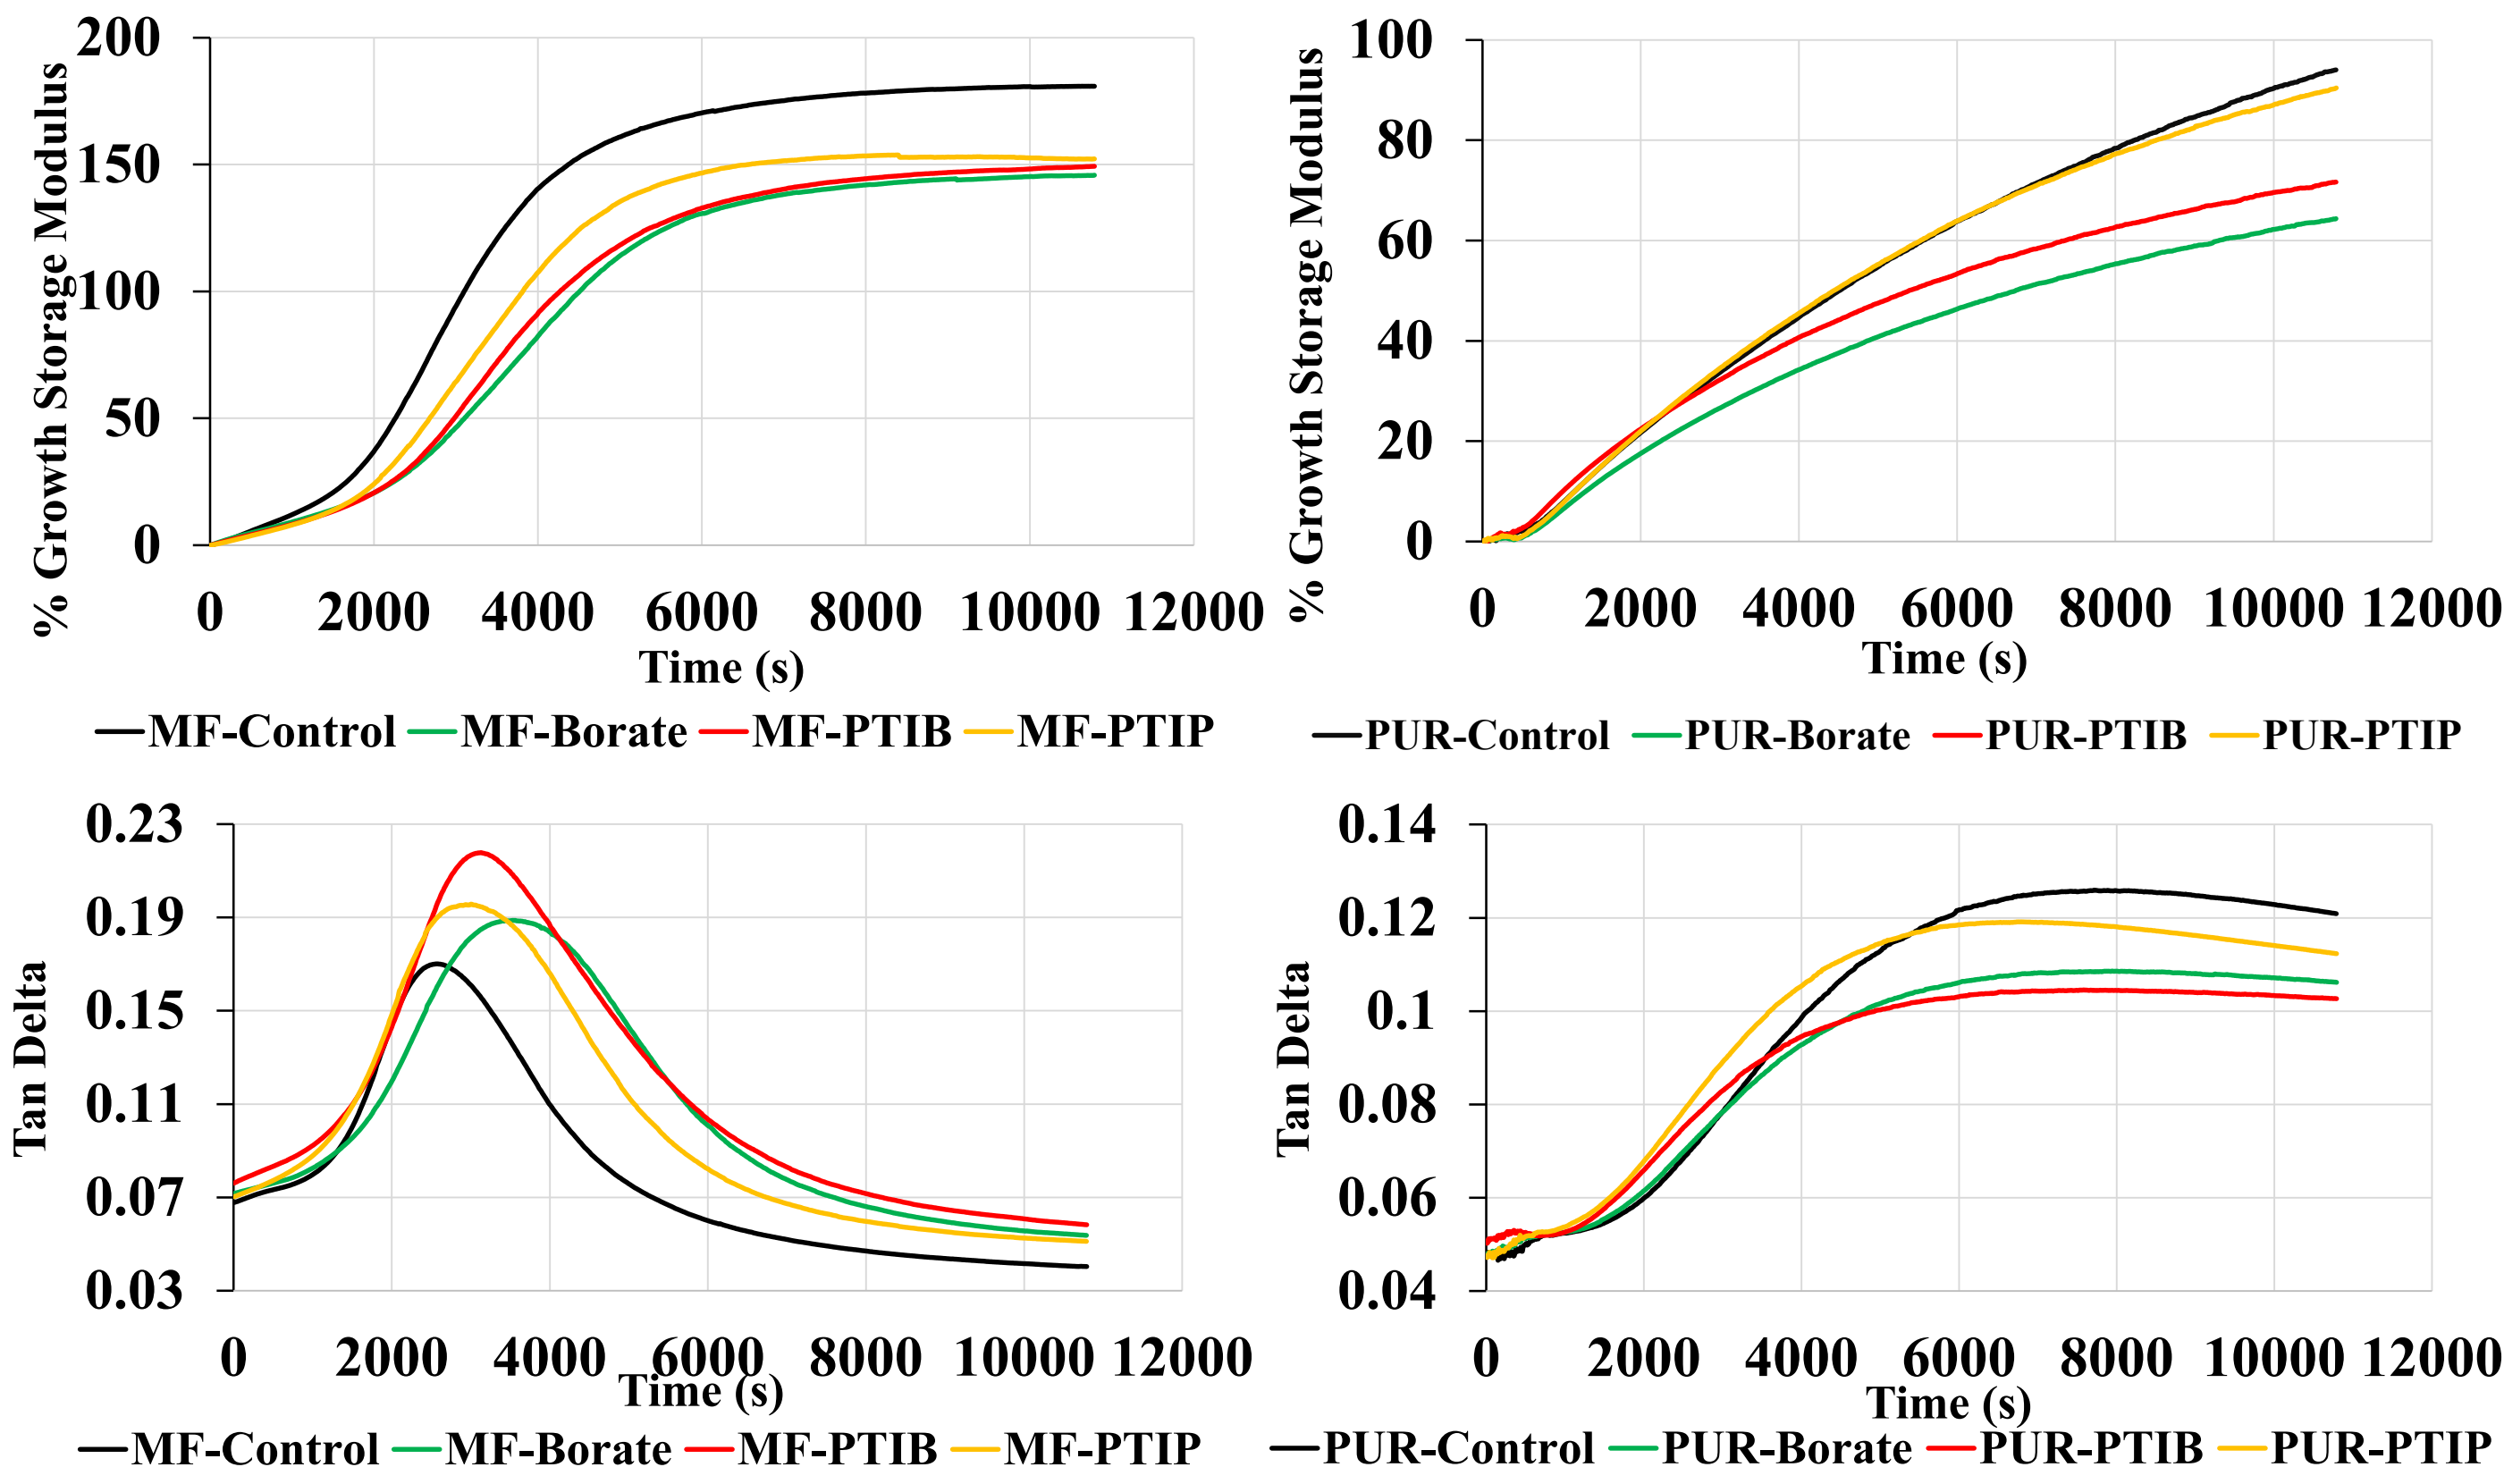 % Growth Storage Modulus
200
150
100
50
0
0 2000 4000 6000 8000 10000 12000
Time (s)
MF-Control MF-Borate MF-PTIB MF-PTIP
% Growth Storage Modulus
100
80
60
40
20
0
0 2000 4000 6000 8000 10000 12000
Time (s)
PUR-Control PUR-Borate PUR-PTIB PUR-PTIP
Tan Delta
0.23
0.19
0.15
0.11
0.07
0.03
0 2000 4000 6000 8000 10000 12000
Time (s)
MF-Control MF-Borate MF-PTIB MF-PTIP
Tan Delta
0.14
0.12
0.1
0.08
0.06
0.04
0 2000 4000 6000 8000 10000 12000
Time (s)
PUR-Control PUR-Borate PUR-PTIB PUR-PTIP